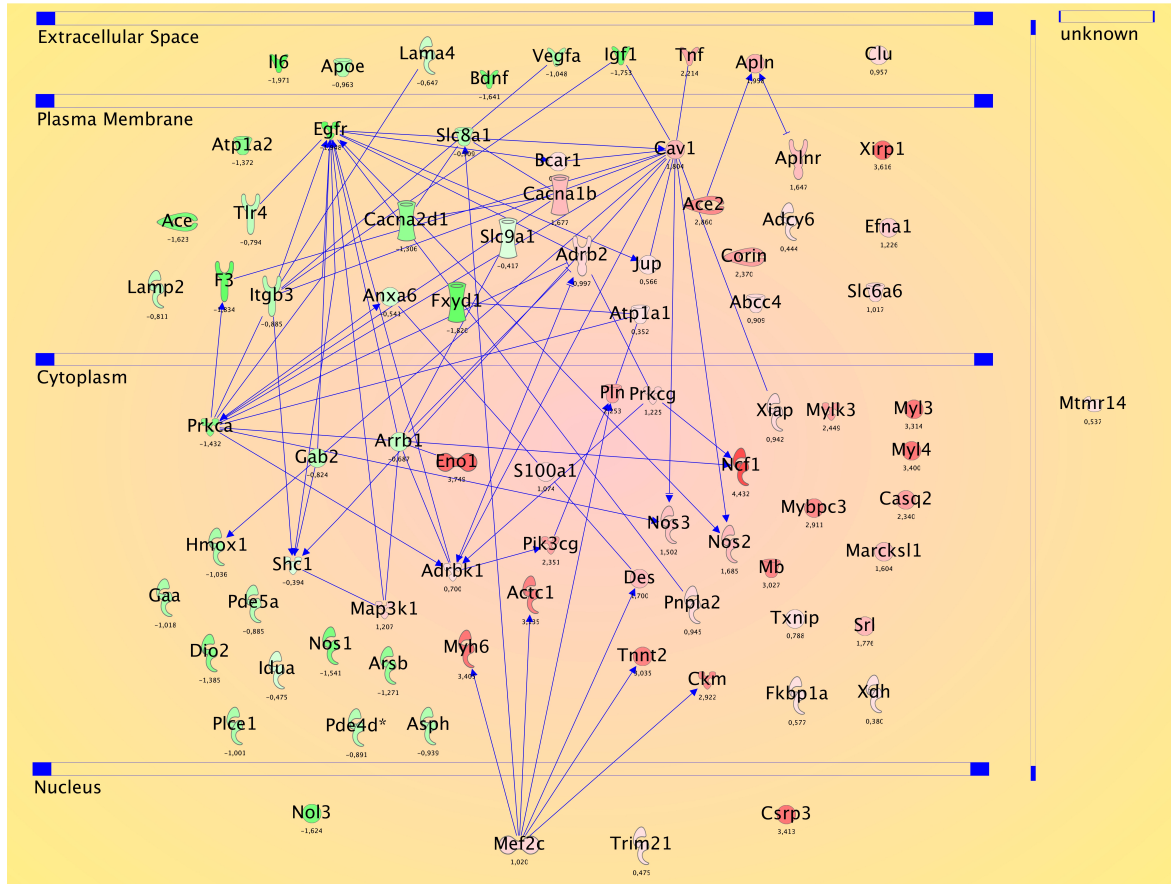 Extracellular Space
unknown
Il6
-1,971
Apoe
-0,963
Lama4
-0,647
Bdnf
-1,641
Vegfa
-1,048
Igf1
-1,753
Tnf
2,214
Apln
Clu
0,957
Plasma Membrane
Atp1a2
-1,372
Egfr
Slc8a1
Bcar1
Cav1
1,804
Aplnr
1,647
Xirp1
3,616
Ace
-1,623
Tlr4
-0,794
Cacna2d1
-1,306
Cacna1b
1,677
Slc9a1
-0,417
Adrb2
-0,997
Ace2
2,860
Adcy6
0,444
Efna1
1,226
Lamp2
-0,811
F3
-1,834
Itgb3
-0,885
Anxa6
-0,541
Fxyd1
-1,820
Jup
0,566
Corin
2,370
Atp1a1
0,352
Abcc4
0,909
Slc6a6
1,017
Cytoplasm
Prkca
-1,432
Gab2
-0,824
Arrb1
-0,687
Eno1
3,749
S100a1
1,074
Pln
Prkcg
1,225
Xiap
0,942
Mylk3
2,449
Myl3
3,314
Myl4
3,400
Mtmr14
0,537
Ncf1
4,432
Mybpc3
2,911
Casq2
2,340
Hmox1
-1,036
Shc1
-0,394
Adrbk1
0,700
Pik3cg
2,351
Nos3
1,502
Nos2
1,685
Mb
3,027
Marcksl1
1,604
Gaa
-1,018
Pde5a
-0,885
Map3k1
1,207
Actc1
Des
Pnpla2
0,945
Txnip
0,788
Srl
1,776
Dio2
-1,385
Idua
-0,475
Nos1
-1,541
Arsb
-1,271
Myh6
Tnnt2
3,035
Ckm
2,922
Fkbp1a
0,577
Xdh
0,380
Plce1
-1,001
Pde4d*
-0,891
Asph
-0,939
Nucleus
Nol3
-1,624
Mef2c
1,020
Trim21
0,475
Csrp3
3,413